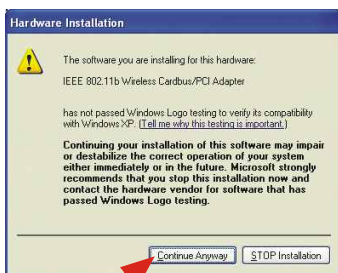 Hardware Installation
The software you are installing for this hardware:
IEEE 802.11b Wireless Cardbus/PCI Adapter
has not passed Windows Logo testing to verify its compatibility
with Windows XP. (Tell me why this testing is important.)
Continuing your installation of this software may impair
or destabilize the correct operation of your system
either immediately or in the future. Microsoft strongly
recommends that you stop this installation now and
contact the hardware vendor for software that has
passed Windows Logo testing.
Continue Anyway STOP Installation